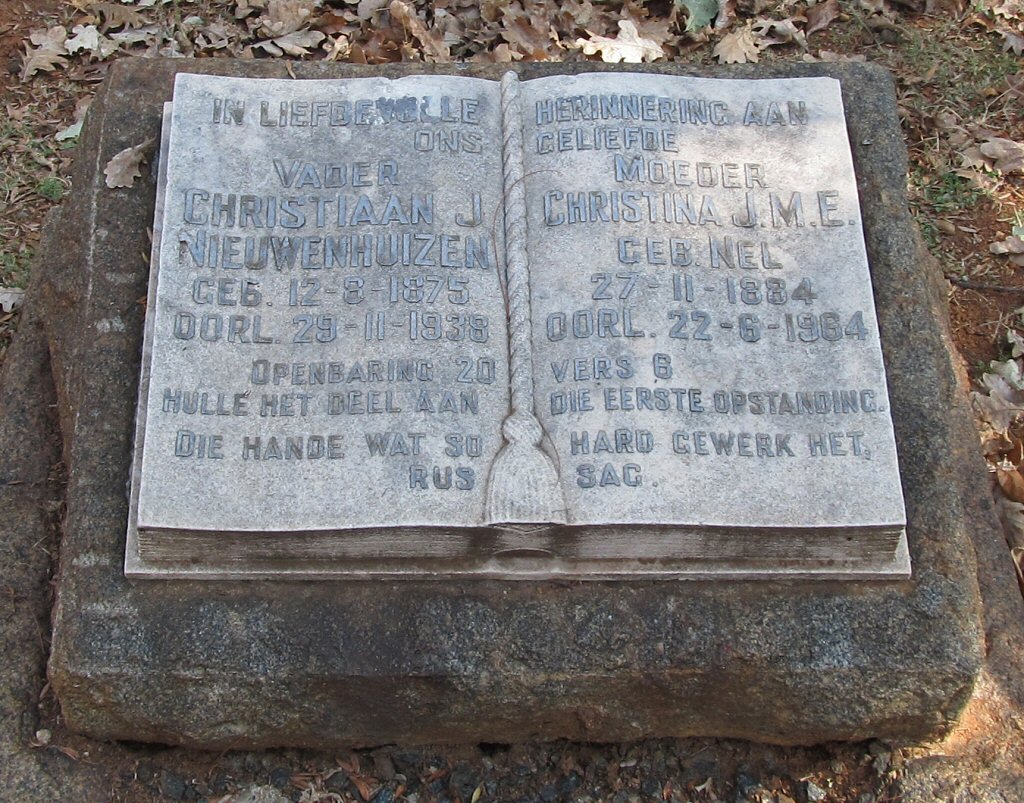 IN LIEFDEVOLLE HERINNERING AAN
ONS GELIEFDE
VADER MOEDER
CHRISTIAAN J CHRISTINA J.M.E.
NIEUWENHUIZEN GEB. NEL
GEB. 12-8-1875 27-11-1884
OORL. 29-11-1938 OORL. 22-6-1964
OPENBARING 20 VERS 6
HULLE HET DEEL AAN DIE EERSTE OPSTANDING.
DIE HANDE WAT SO HARD GEWERK HET,
RUS SAG.